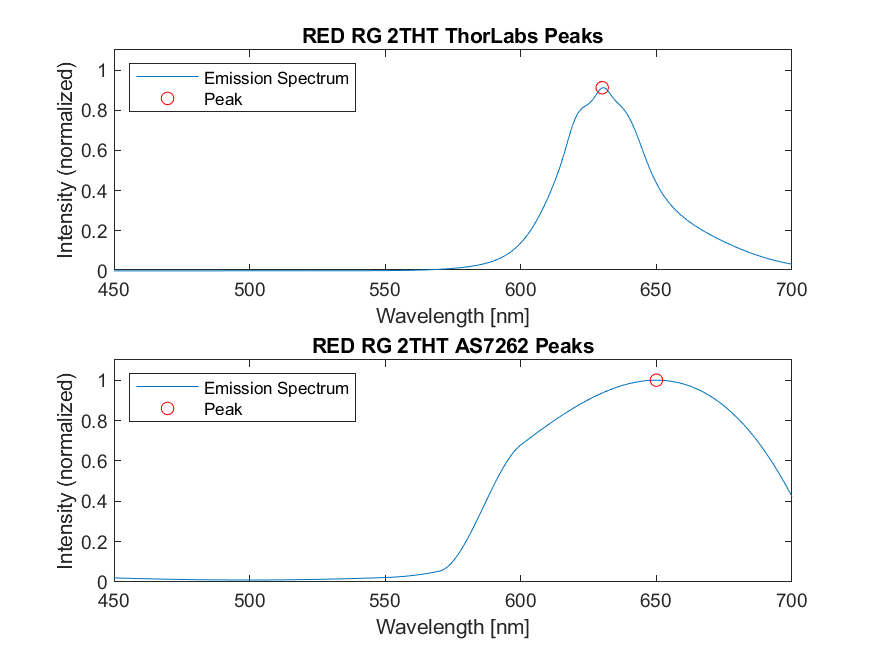 RED RG 2THT ThorLabs Peaks
Intensity (normalized)
1
0.8
0.6
0.4
0.2
0
Emission Spectrum
Peak
450 500 550 600 650 700
Wavelength [nm]
RED RG 2THT AS7262 Peaks
Intensity (normalized)
1
0.8
0.6
0.4
0.2
0
Emission Spectrum
Peak
450 500 550 600 650 700
Wavelength [nm]